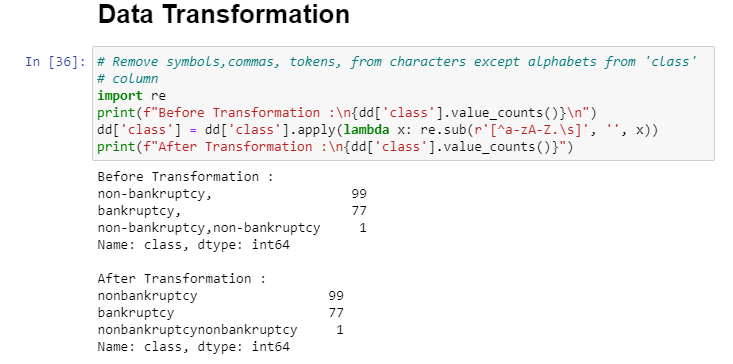 Data Transformation
In [36]: # Remove symbols,commas, tokens, from characters except alphabets from 'class'
# column
import re
print(f"Before Transformation :\n{dd['class'].value_counts()}\n")
dd['class'] = dd['class'].apply(lambda x: re.sub(r'[^a-zA-Z.\s]', '', x))
print(f"After Transformation :\n{dd['class'].value_counts()}")
Before Transformation :
non-bankruptcy, 99
bankruptcy, 77
non-bankruptcy,non-bankruptcy 1
Name: class, dtype: int64
After Transformation :
nonbankruptcy 99
bankruptcy 77
nonbankruptcynonbankruptcy 1
Name: class, dtype: int64